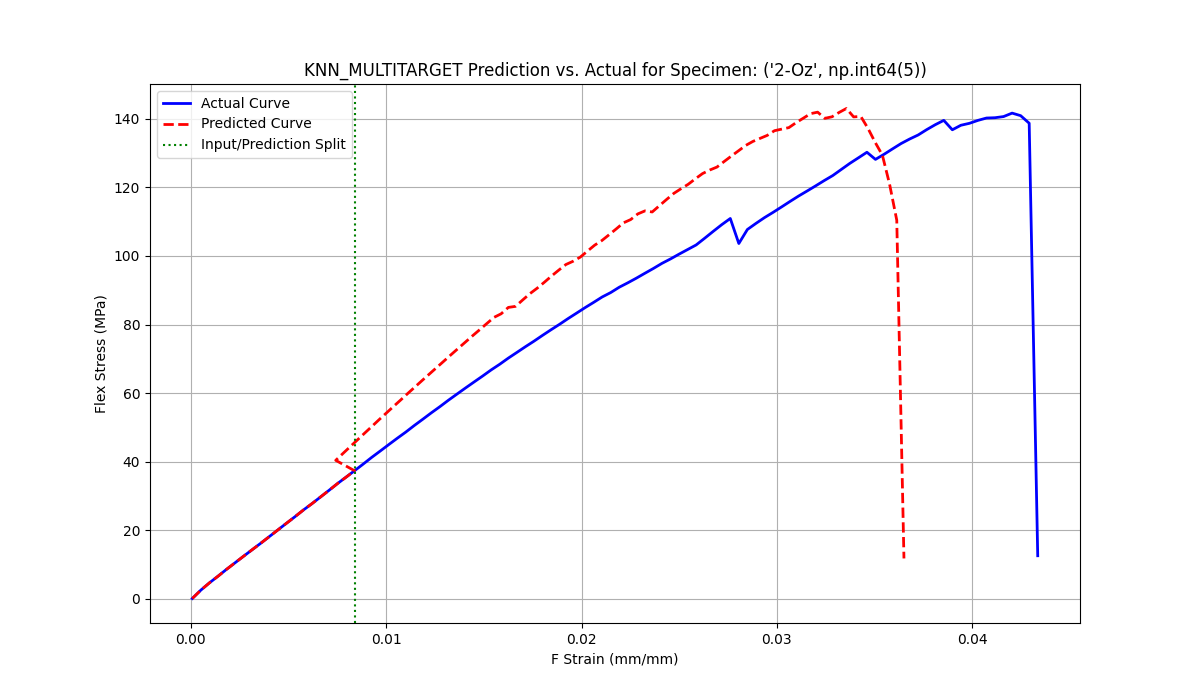 KNN_MULTITARGET Prediction vs. Actual for Specimen: ('2-Oz', np.int64(5))
Actual Curve
Predicted Curve
Input/Prediction Split
140
120
100
80
60
40
20
0
Flex Stress (MPa)
0.00 0.01 0.02 0.03 0.04
F Strain (mm/mm)